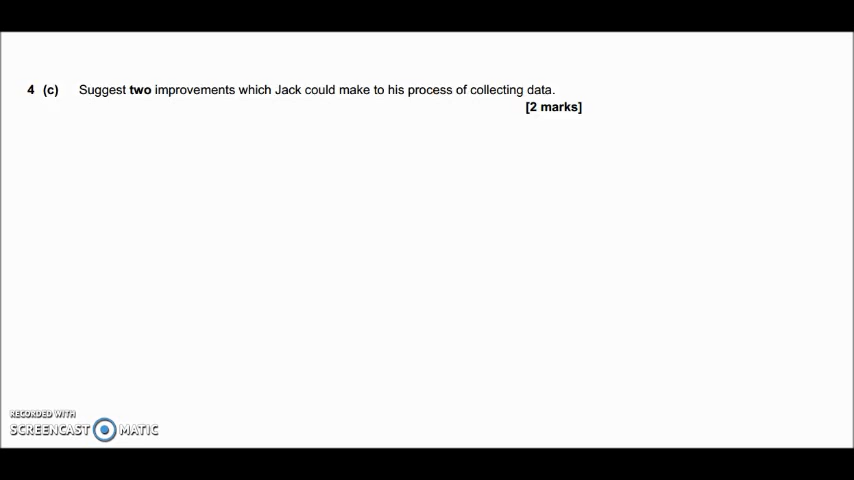 4 (c) Suggest two improvements which Jack could make to his process of collecting data.
[2 marks]
RECORDED WITH
SCREENCAST MATIC